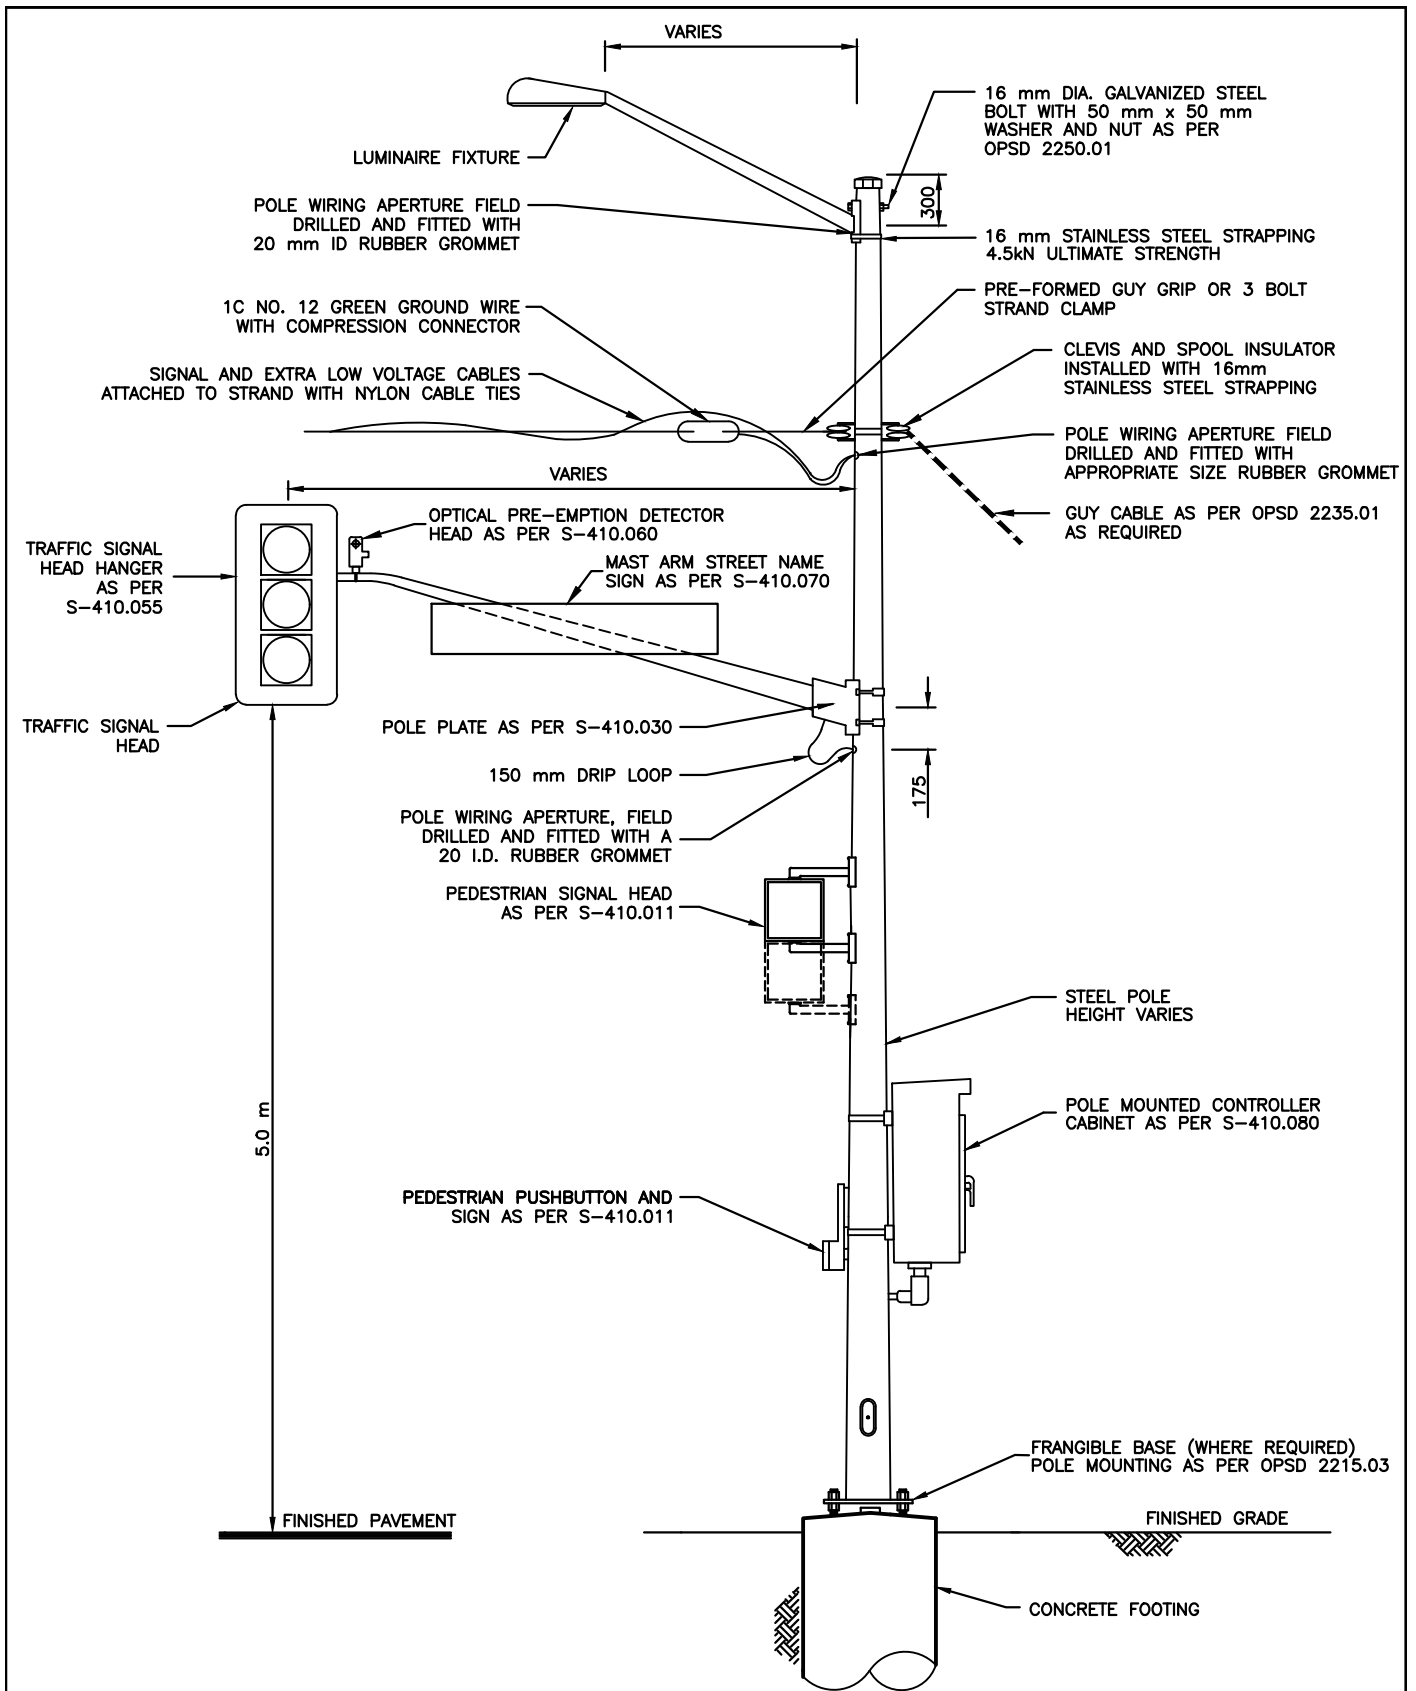 VARIES
16 mm DIA. GALVANIZED STEEL
BOLT WITH 50 mm x 50 mm
WASHER AND NUT AS PER
OPSD 2250.01
LUMINAIRE FIXTURE
300
POLE WIRING APERTURE FIELD
DRILLED AND FITTED WITH
20 mm ID RUBBER GROMMET
16 mm STAINLESS STEEL STRAPPING
4.5kN ULTIMATE STRENGTH
PRE-FORMED GUY GRIP OR 3 BOLT
STRAND CLAMP
1C NO. 12 GREEN GROUND WIRE
WITH COMPRESSION CONNECTOR
CLEVIS AND SPOOL INSULATOR
INSTALLED WITH 16mm
STAINLESS STEEL STRAPPING
SIGNAL AND EXTRA LOW VOLTAGE CABLES
ATTACHED TO STRAND WITH NYLON CABLE TIES
POLE WIRING APERTURE FIELD
DRILLED AND FITTED WITH
APPROPRIATE SIZE RUBBER GROMMET
VARIES
GUY CABLE AS PER OPSD 2235.01
AS REQUIRED
OPTICAL PRE-EMPTION DETECTOR
HEAD AS PER S-410.060
TRAFFIC SIGNAL
HEAD HANGER
AS PER
S-410.055
MAST ARM STREET NAME
SIGN AS PER S-410.070
TRAFFIC SIGNAL
HEAD
POLE PLATE AS PER S-410.030
150 mm DRIP LOOP
175
POLE WIRING APERTURE, FIELD
DRILLED AND FITTED WITH A
20 I.D. RUBBER GROMMET
PEDESTRIAN SIGNAL HEAD
AS PER S-410.011
STEEL POLE
HEIGHT VARIES
POLE MOUNTED CONTROLLER
CABINET AS PER S-410.080
5.0 m
PEDESTRIAN PUSHBUTTON AND
SIGN AS PER S-410.011
FRANGIBLE BASE (WHERE REQUIRED)
POLE MOUNTING AS PER OPSD 2215.03
FINISHED PAVEMENT
FINISHED GRADE
CONCRETE FOOTING